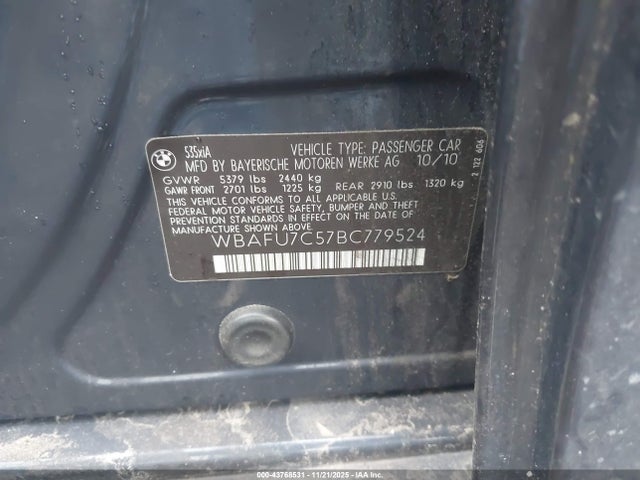 BMW
535xiA
VEHICLE TYPE: PASSENGER CAR
MFD BY BAYERISCHE MOTOREN WERKE AG 10/10
GVWR 5379 lbs 2440 kg
GAWR FRONT 2701 lbs 1225 kg REAR 2910 lbs 1320 kg
THIS VEHICLE CONFORMS TO ALL APPLICABLE U.S.
FEDERAL MOTOR VEHICLE SAFETY, BUMPER, AND THEFT
PREVENTION STANDARDS IN EFFECT ON THE DATE OF
MANUFACTURE SHOWN ABOVE.
WBAFU7C57BC779524
000-43768531 - 11/21/2025 - IAAI.COM